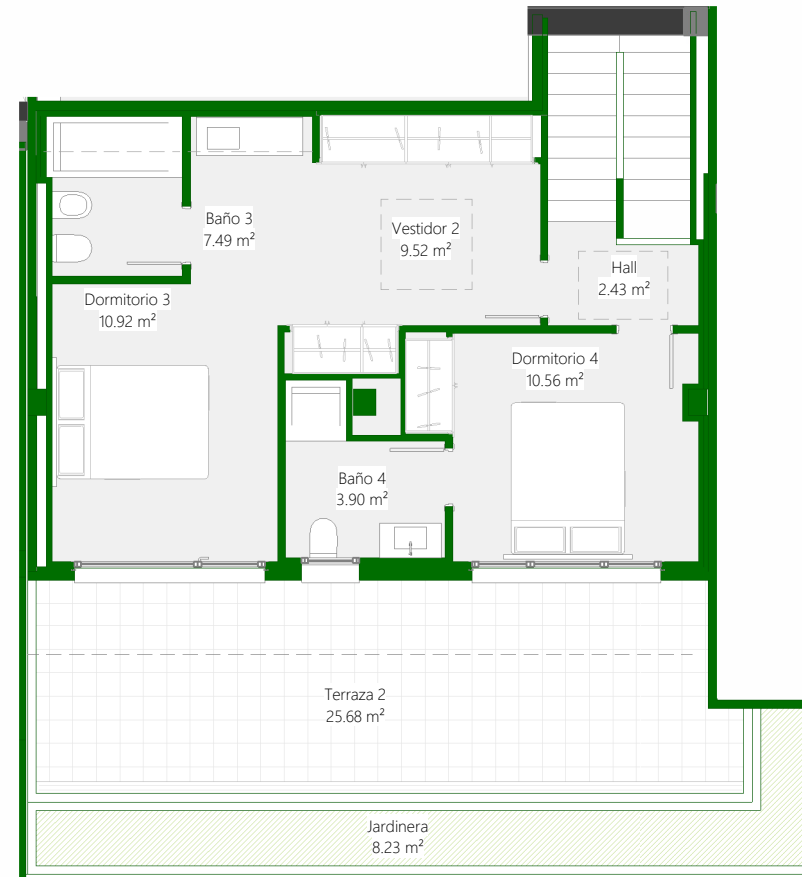 Baño 3
7.49 m²
Vestidor 2
9.52 m²
Hall
2.43 m²
Dormitorio 3
10.92 m²
Dormitorio 4
10.56 m²
Baño 4
3.90 m²
Terraza 2
25.68 m²
Jardinera
8.23 m²